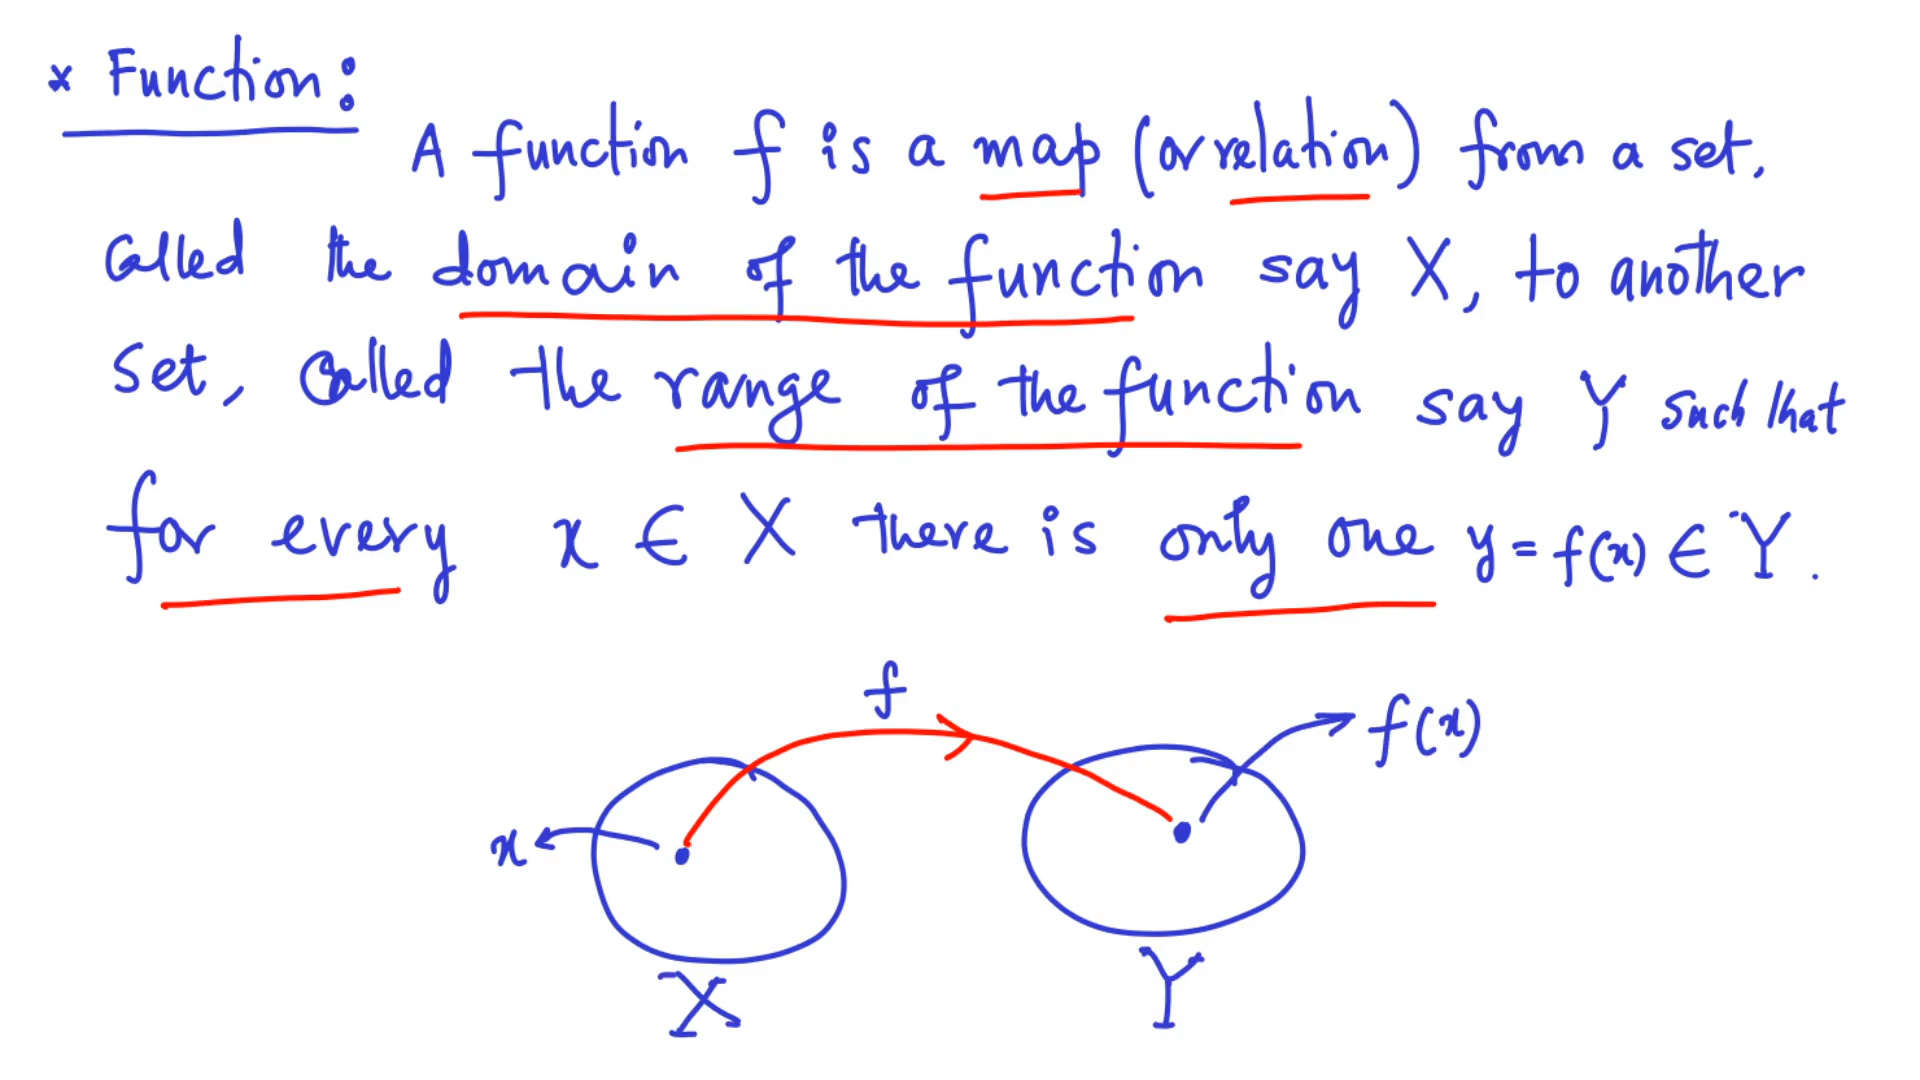 * Function:
A function f is a map (or relation) from a set,
Called the domain of the function say X, to another
Set, Called the range of the function say Y such that
for every x ∈ X there is only one y = f(x) ∈ Y.
f
f(x)
x
X
Y